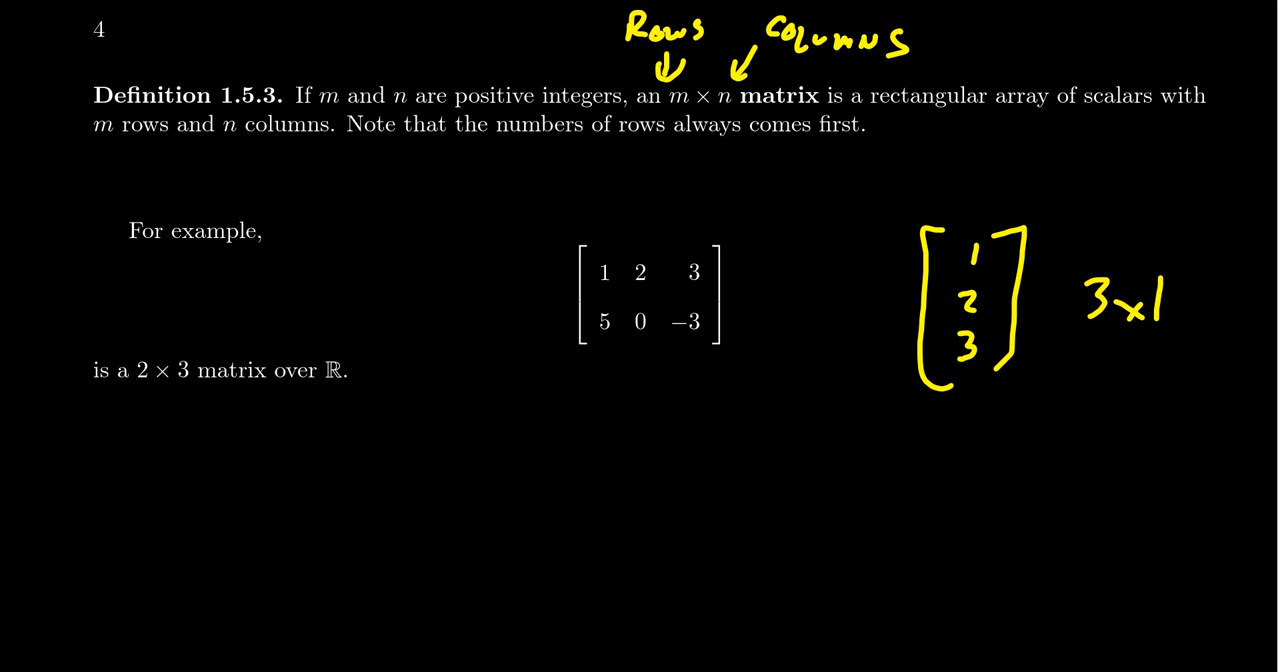 4
Rows columns
Definition 1.5.3. If m and n are positive integers, an m × n matrix is a rectangular array of scalars with
m rows and n columns. Note that the numbers of rows always comes first.
For example,
1 2 3
5 0 −3
1
2
3
3x1
is a 2 × 3 matrix over ℝ.